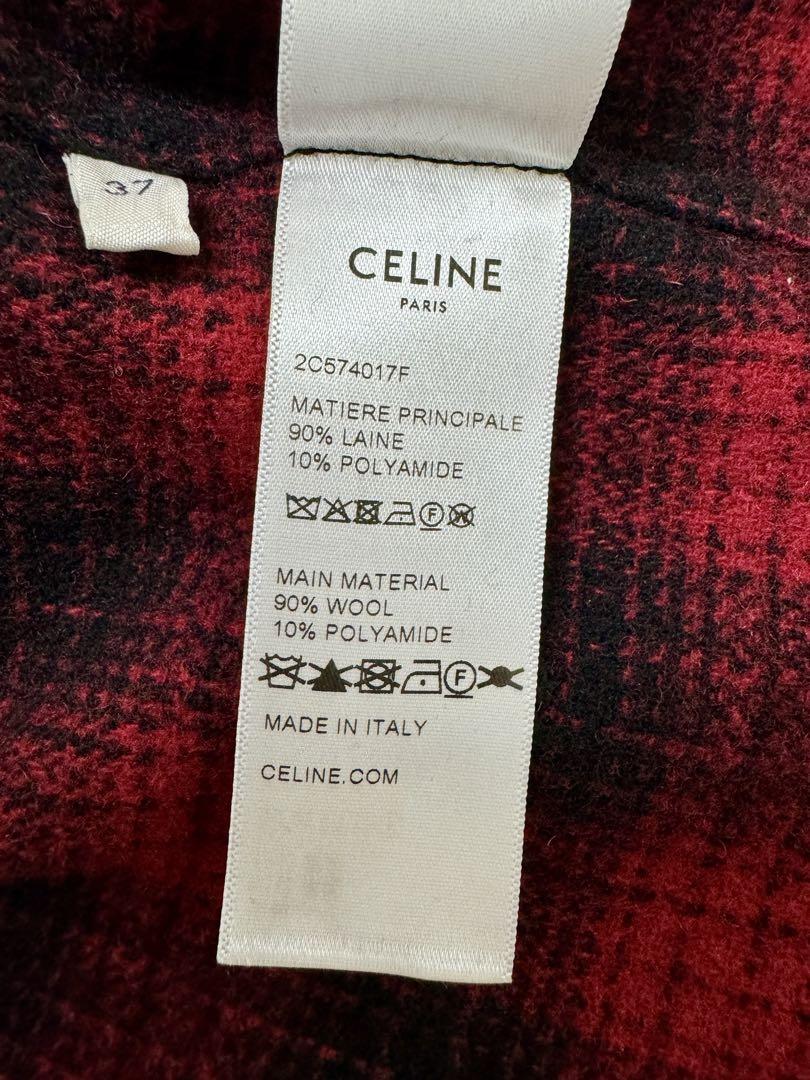 37
CELINE
PARIS
2C574017F
MATIERE PRINCIPALE
90% LAINE
10% POLYAMIDE
F W
MAIN MATERIAL
90% WOOL
10% POLYAMIDE
F
MADE IN ITALY
CELINE.COM